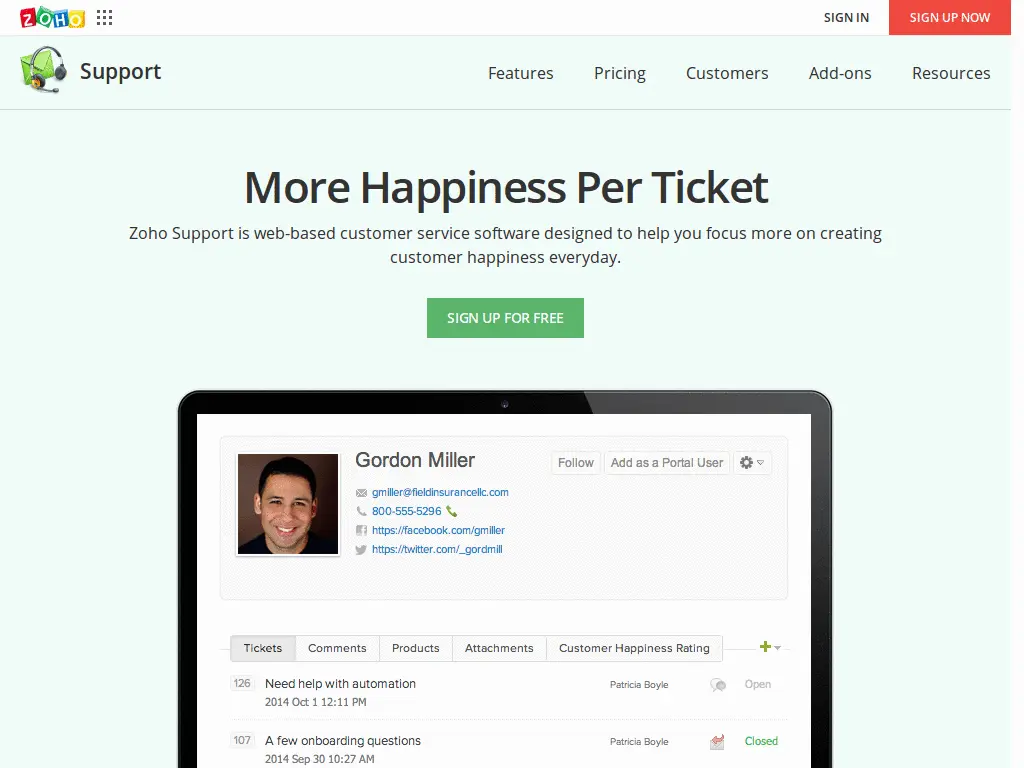 ZOHO
SIGN IN
SIGN UP NOW
Support
Features
Pricing
Customers
Add-ons
Resources
More Happiness Per Ticket
Zoho Support is web-based customer service software designed to help you focus more on creating
customer happiness everyday.
SIGN UP FOR FREE
Gordon Miller
Follow
Add as a Portal User
gmiller@fieldinsurancellc.com
800-555-5296
https://facebook.com/gmiller
https://twitter.com/_gordmill
Tickets
Comments
Products
Attachments
Customer Happiness Rating
126
Need help with automation
Patricia Boyle
Open
2014 Oct 1 12:11 PM
107
A few onboarding questions
Patricia Boyle
Closed
2014 Sep 30 10:27 AM